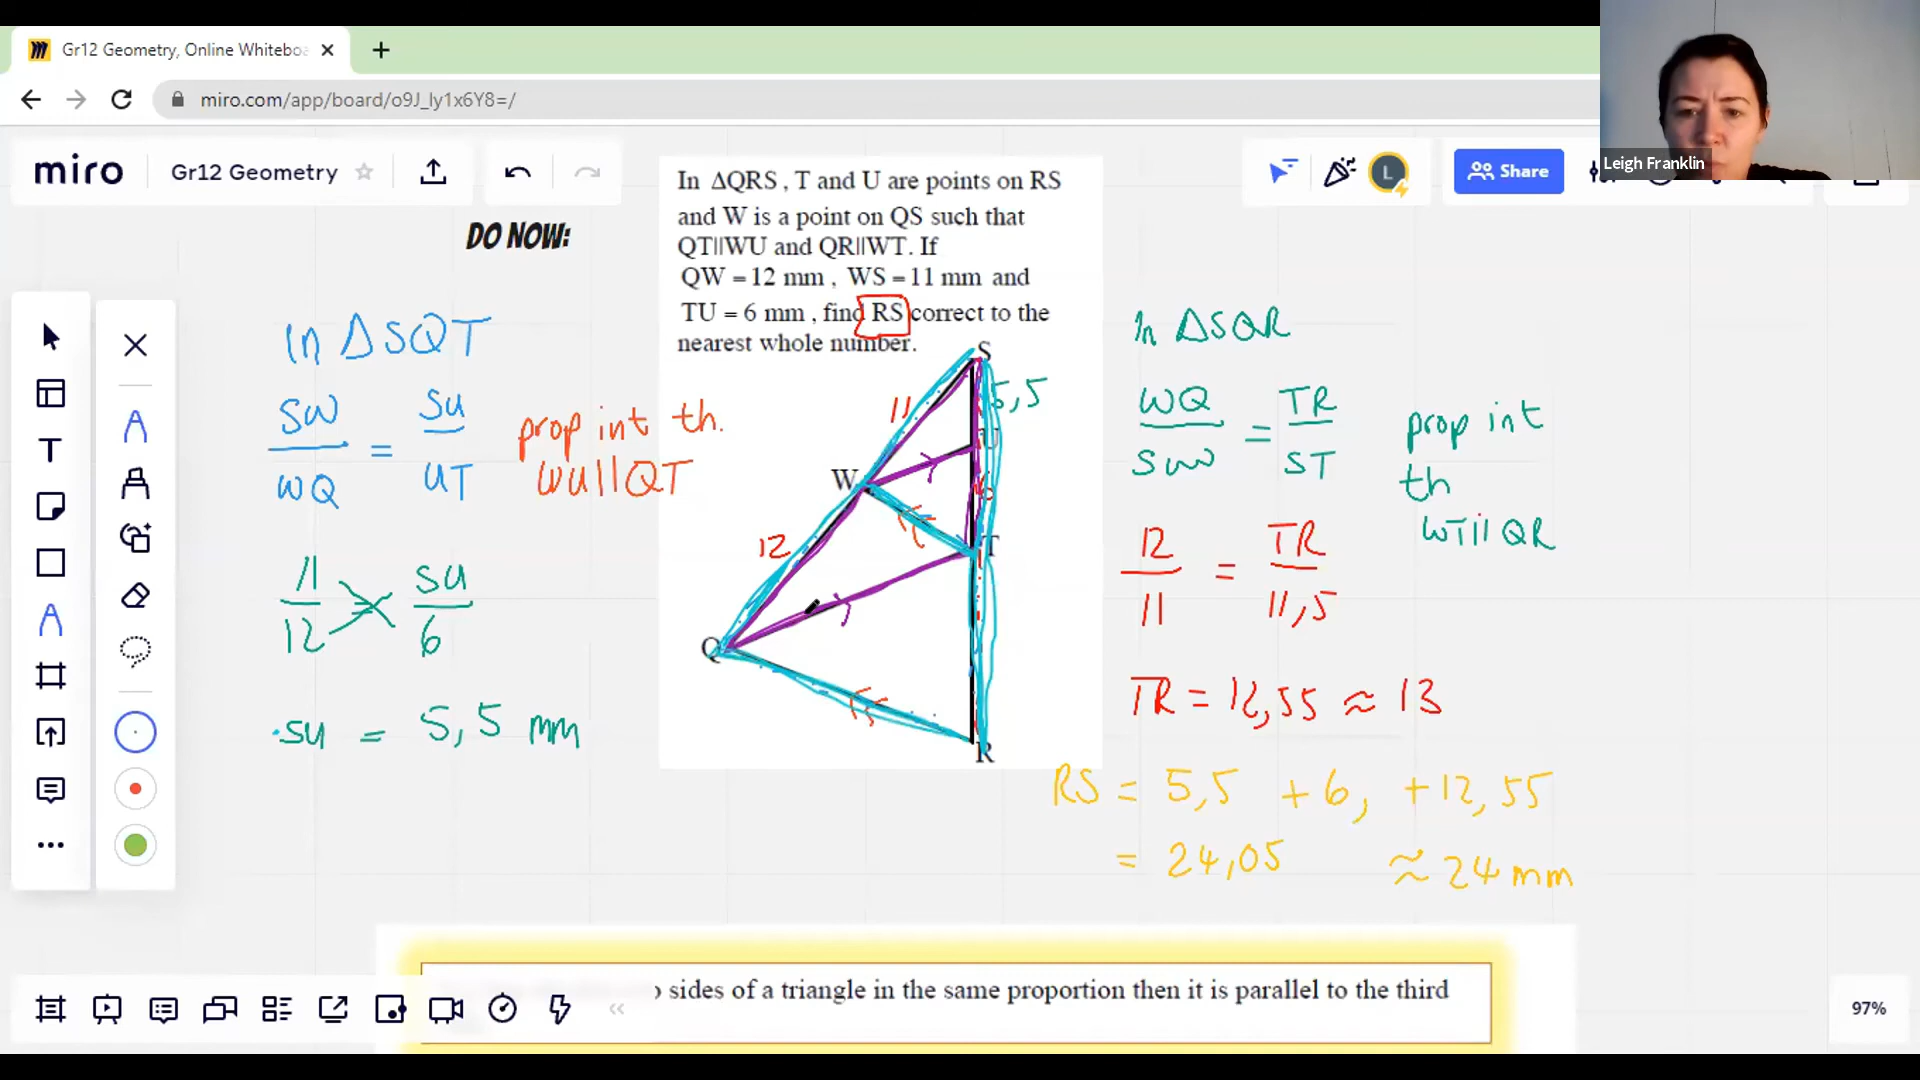 Gr12 Geometry, Online Whiteboa
miro.com/app/board/o9J_ly1x6Y8=/
Leigh Franklin
miro
Gr12 Geometry
L
Share
DO NOW:
In ΔQRS , T and U are points on RS
and W is a point on QS such that
QT||WU and QR||WT. If
QW = 12 mm , WS = 11 mm and
TU = 6 mm , find RS correct to the
nearest whole number.
In ΔSQT
SW/WQ = SU/UT
prop int th.
WU||QT
11/12 = SU/6
SU = 5,5 mm
S
5,5
11
U
W
6
12
T
Q
R
In ΔSQR
WQ/SW = TR/ST
prop int
th
WT||QR
12/11 = TR/11,5
TR = 12,55 ≈ 13
RS = 5,5 + 6, + 12,55
= 24,05 ≈ 24 mm
sides of a triangle in the same proportion then it is parallel to the third
97%